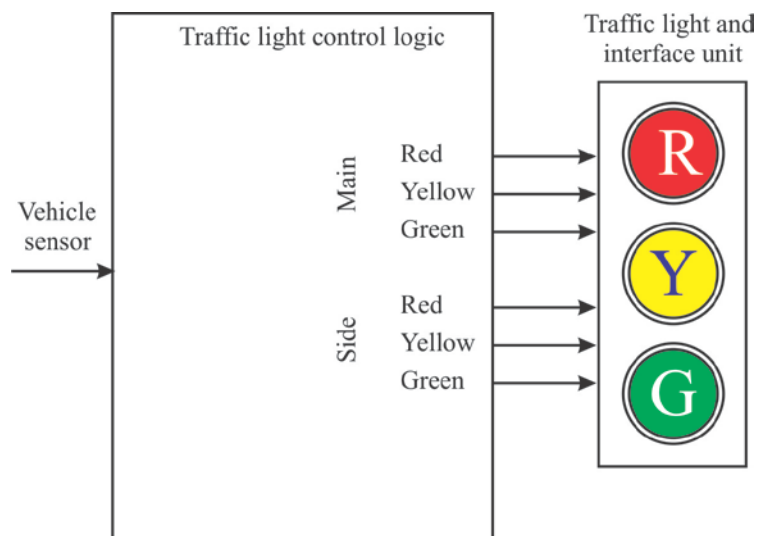 Traffic light control logic
Traffic light and
interface unit
Vehicle
sensor
Main
Red
Yellow
Green
Side
Red
Yellow
Green
R
Y
G